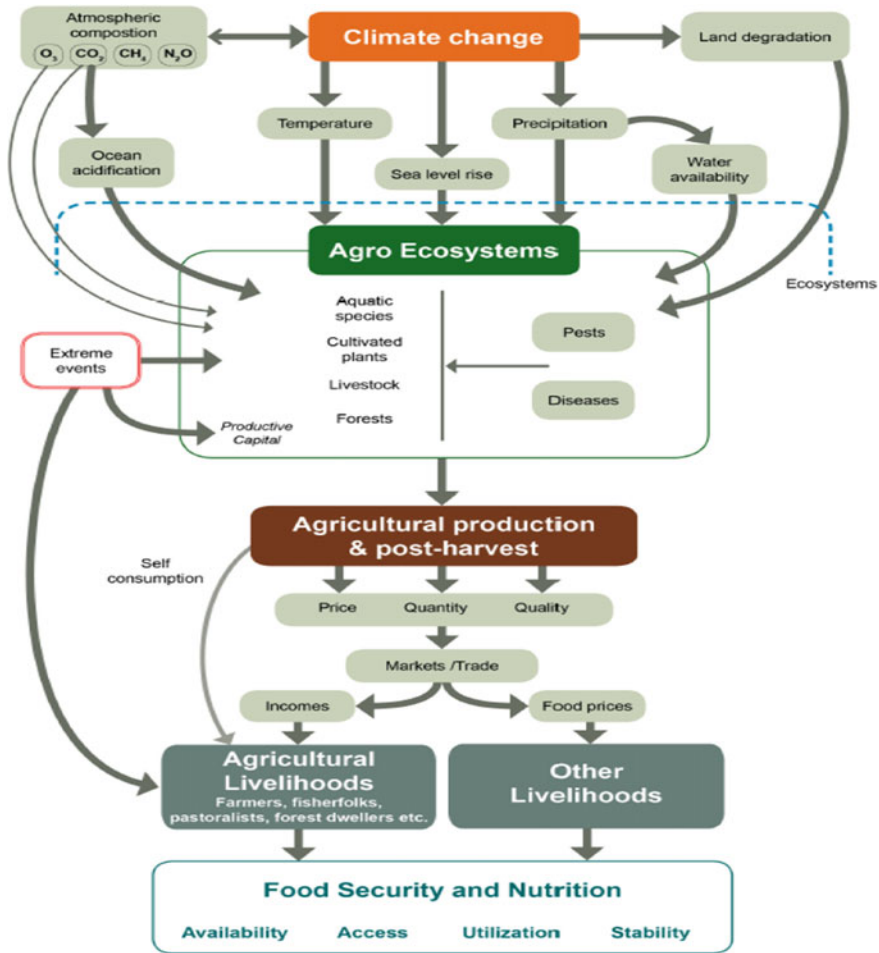 Atmospheric
compostion
O3 CO2 CH4 N2O
Climate change
Land degradation
Temperature
Precipitation
Ocean
acidification
Sea level rise
Water
availability
Agro Ecosystems
Ecosystems
Aquatic
species
Cultivated
plants
Livestock
Forests
Pests
Diseases
Extreme
events
Productive
Capital
Agricultural production
& post-harvest
Self
consumption
Price Quantity Quality
Markets /Trade
Incomes
Food prices
Agricultural
Livelihoods
Farmers, fisherfolks,
pastoralists, forest dwellers etc.
Other
Livelihoods
Food Security and Nutrition
Availability Access Utilization Stability